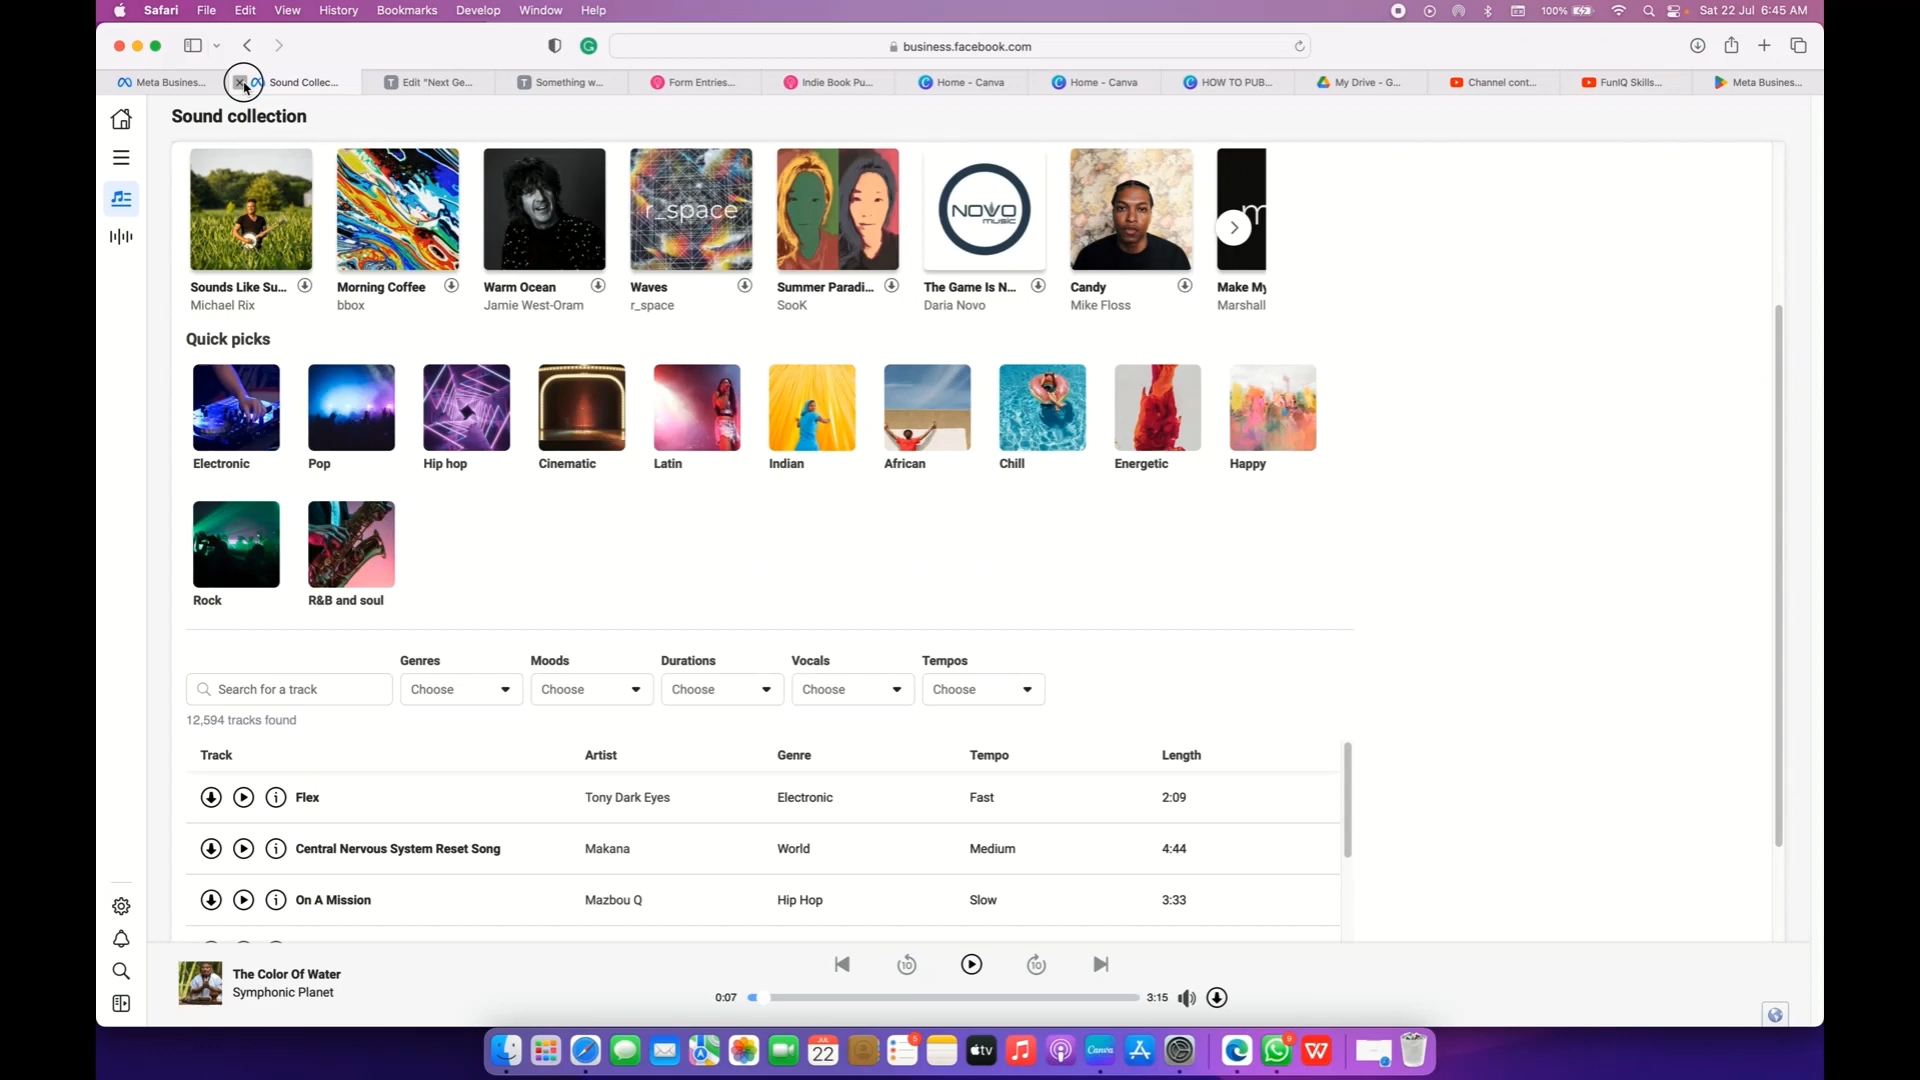 Safari File Edit View History Bookmarks Develop Window Help 100% Sat 22 Jul 6:45 AM
business.facebook.com
Meta Busines... Sound Collec... Edit "Next Ge... Something w... Form Entries... Indie Book Pu... Home - Canva Home - Canva HOW TO PUB... My Drive - G... Channel cont... FunIQ Skills... Meta Busines...
Sound collection
r_space
NOVO
MUSIC
Sounds Like Su... Morning Coffee Warm Ocean Waves Summer Paradi... The Game Is N... Candy Make My
Michael Rix bbox Jamie West-Oram r_space SooK Daria Novo Mike Floss Marshall
Quick picks
Electronic Pop Hip hop Cinematic Latin Indian African Chill Energetic Happy
Rock R&B and soul
Genres Moods Durations Vocals Tempos
Search for a track Choose Choose Choose Choose Choose
12,594 tracks found
Track Artist Genre Tempo Length
Flex Tony Dark Eyes Electronic Fast 2:09
Central Nervous System Reset Song Makana World Medium 4:44
On A Mission Mazbou Q Hip Hop Slow 3:33
The Color Of Water
Symphonic Planet
10 10
0:07 3:15
JUL
22
5
tv
Canva
9
W